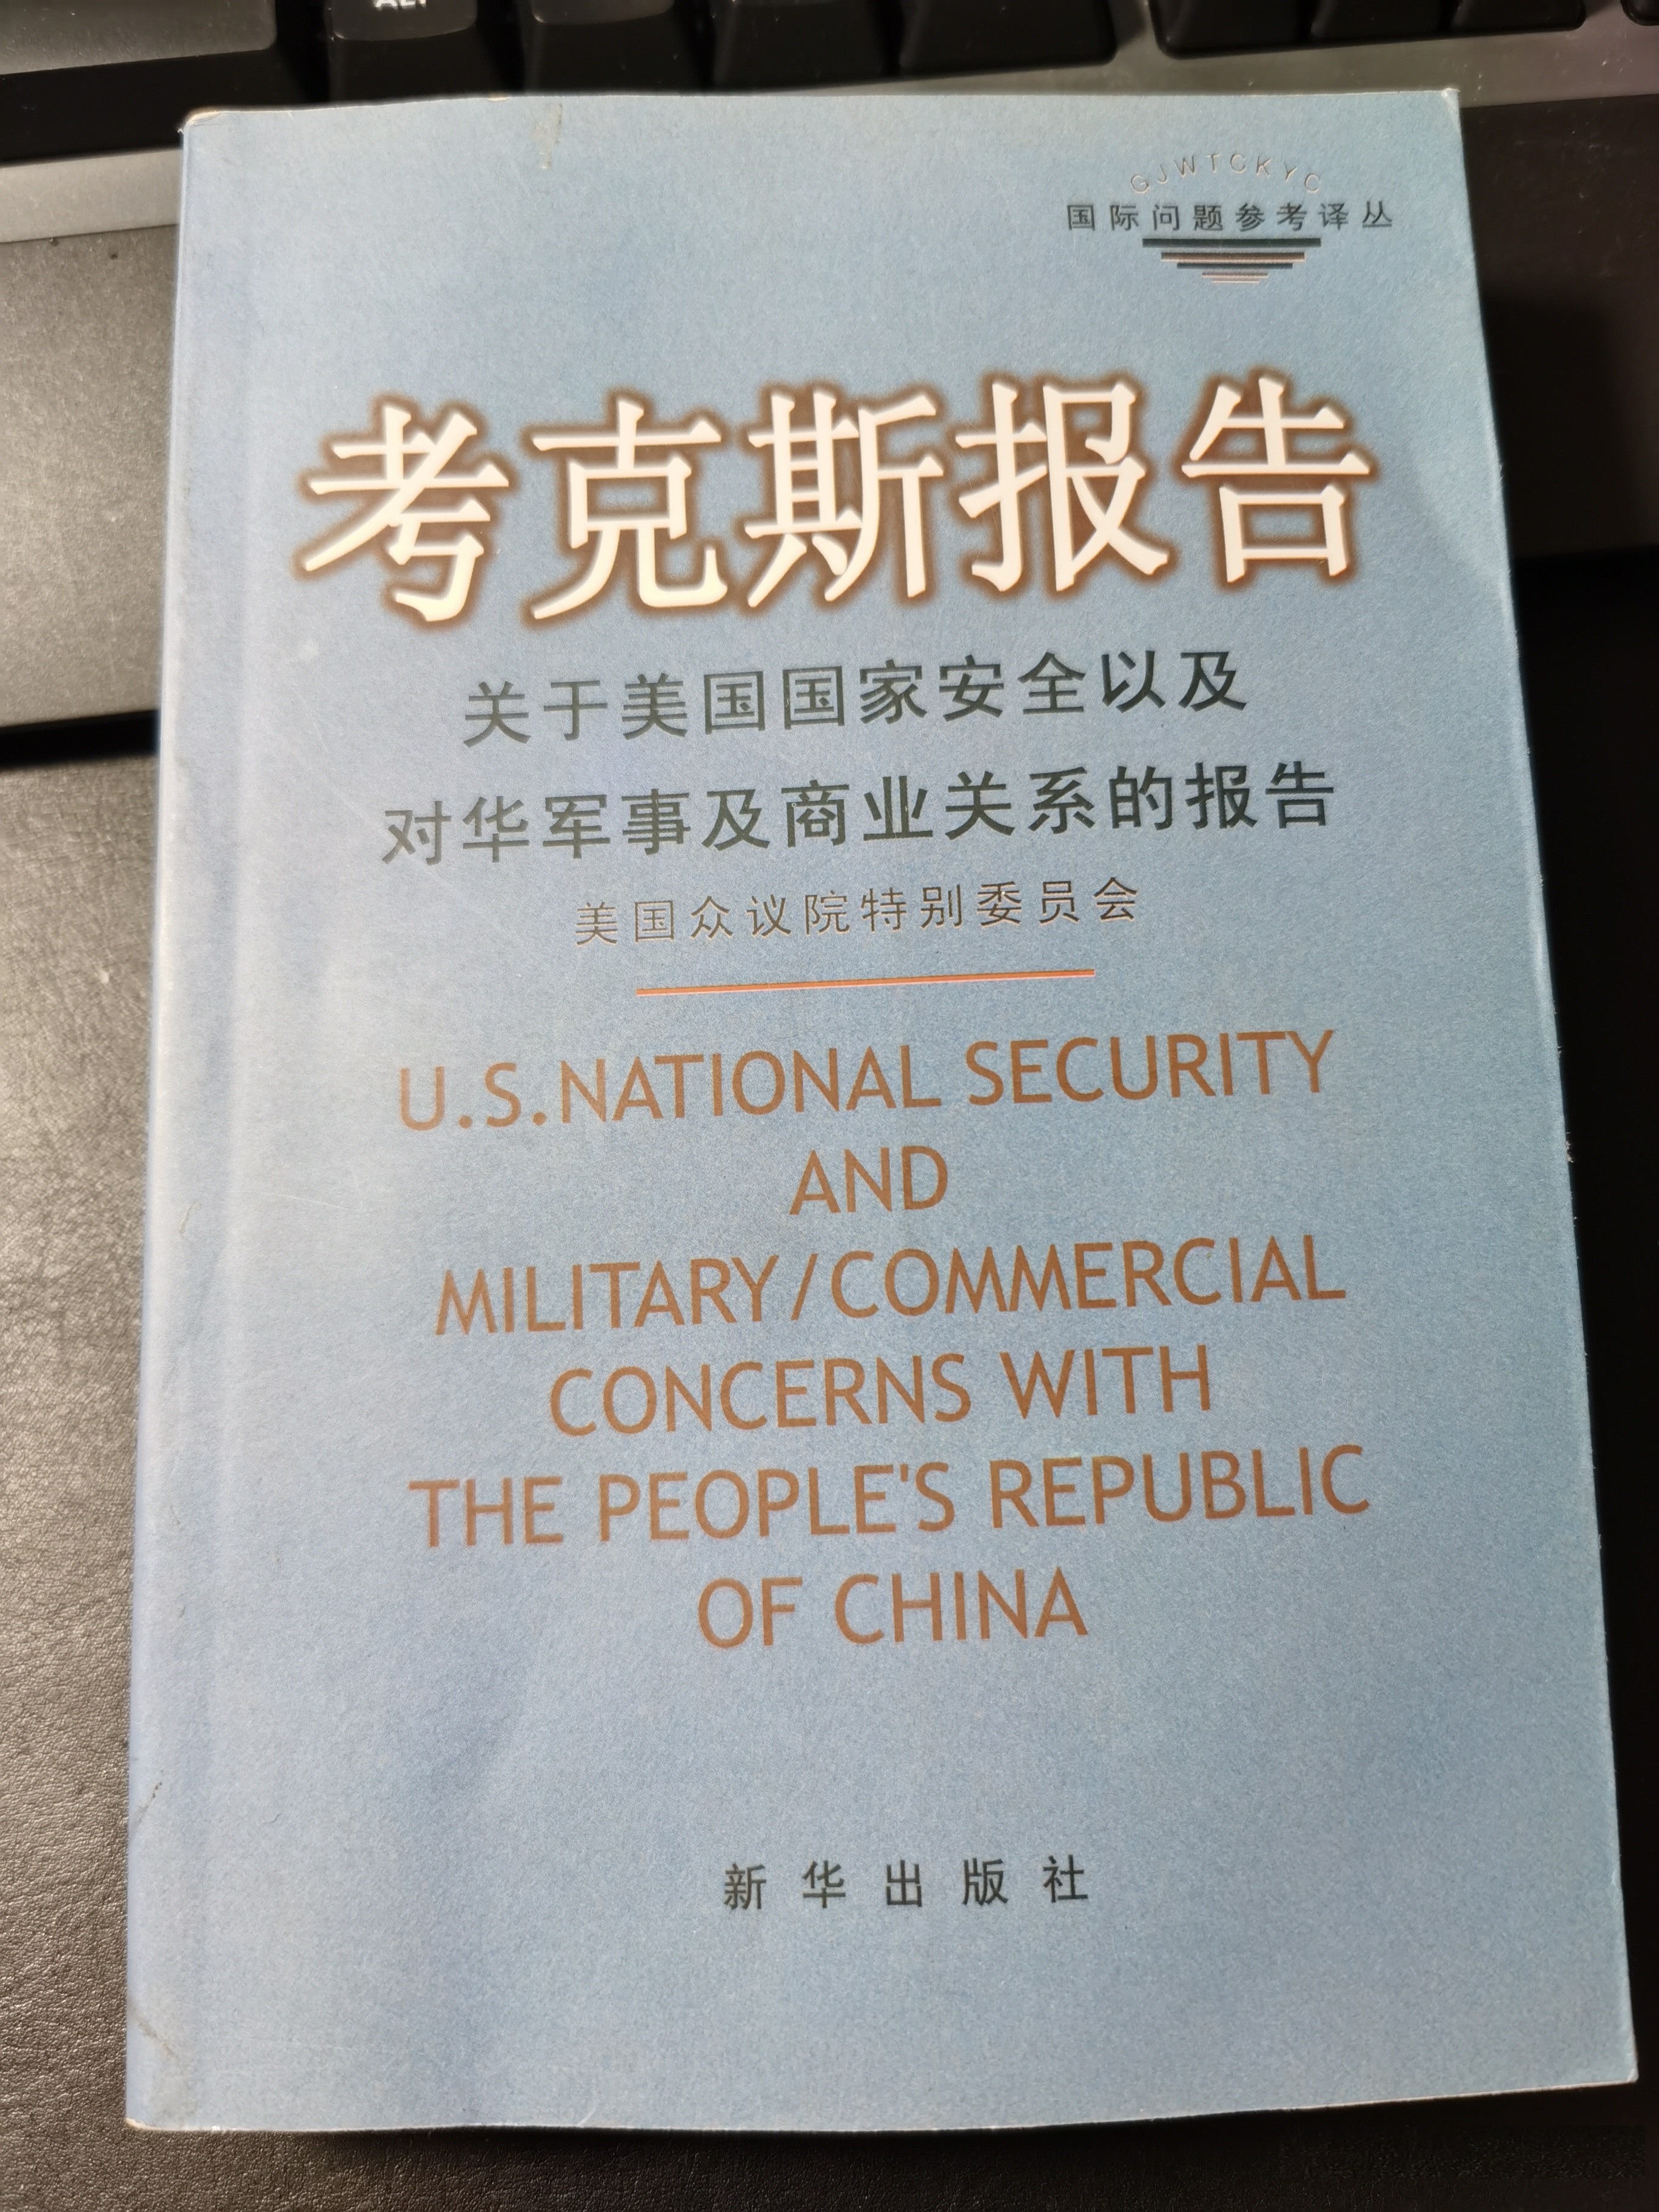 GJWTCKYC
国际问题参考译丛
考克斯报告
关于美国国家安全以及
对华军事及商业关系的报告
美国众议院特别委员会
U.S.NATIONAL SECURITY
AND
MILITARY/COMMERCIAL
CONCERNS WITH
THE PEOPLE'S REPUBLIC
OF CHINA
新华出版社